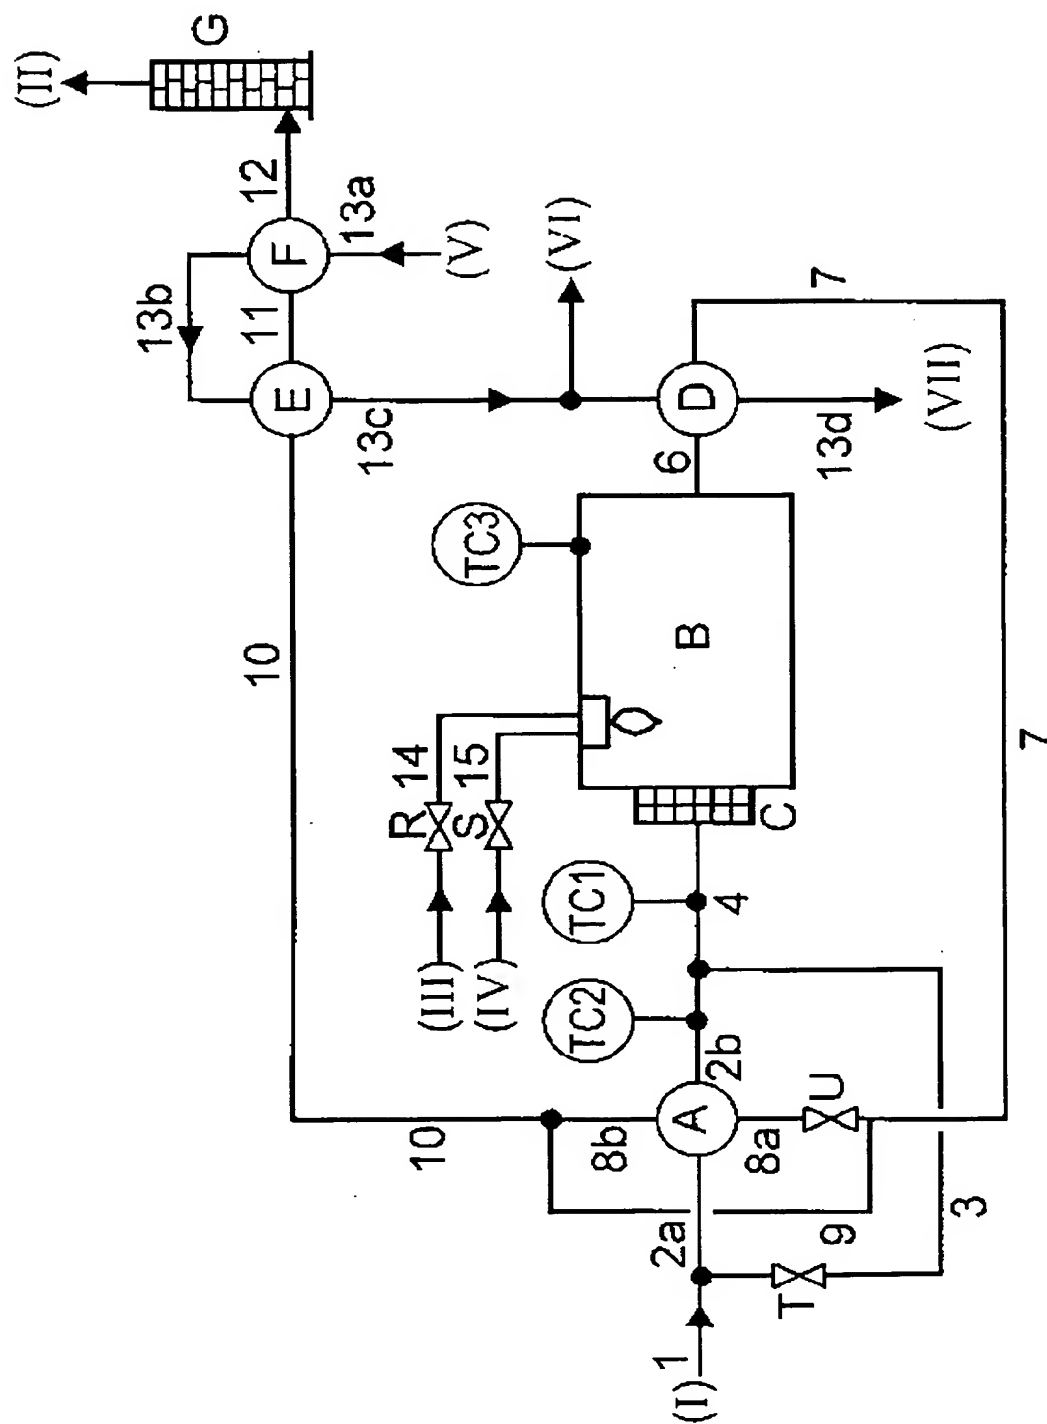 (II)
G
12
13a
(V)
F
13b
11
E
13c
(VI)
7
D
6
13d
(VII)
10
TC3
B
14
R
15
S
C
(III)
(IV)
TC1
4
TC2
2b
7
10
8b
A
8a
U
2a
9
3
T
(I)
1